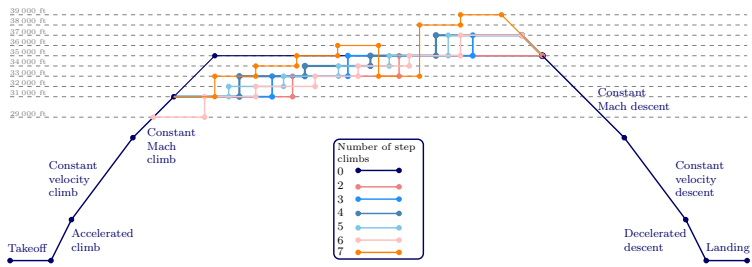 39 000 ft
38 000 ft
37 000 ft
36 000 ft
35 000 ft
34 000 ft
33 000 ft
32 000 ft
31 000 ft
29 000 ft
Constant
Mach descent
Constant
Mach
climb
Number of step
climbs
0
2
3
4
5
6
7
Constant
velocity
climb
Constant
velocity
descent
Accelerated
climb
Decelerated
descent
Takeoff
Landing